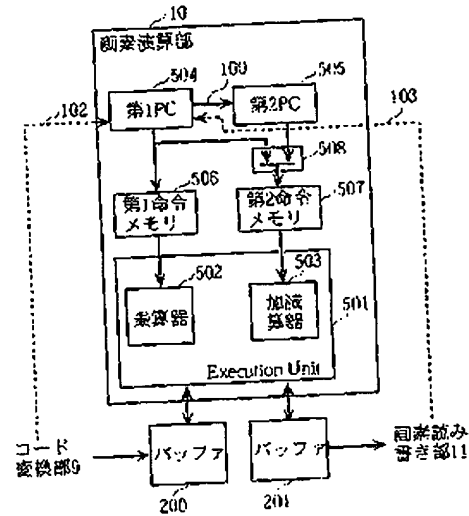 10
画素演算部
504
100
505
102
第1PC
第2PC
103
508
506
507
第1命令
メモリ
第2命令
メモリ
502
503
501
乗算器
加減
算器
Execution Unit
コード
変換部9
バッファ
バッファ
画素読み
書き部11
200
201